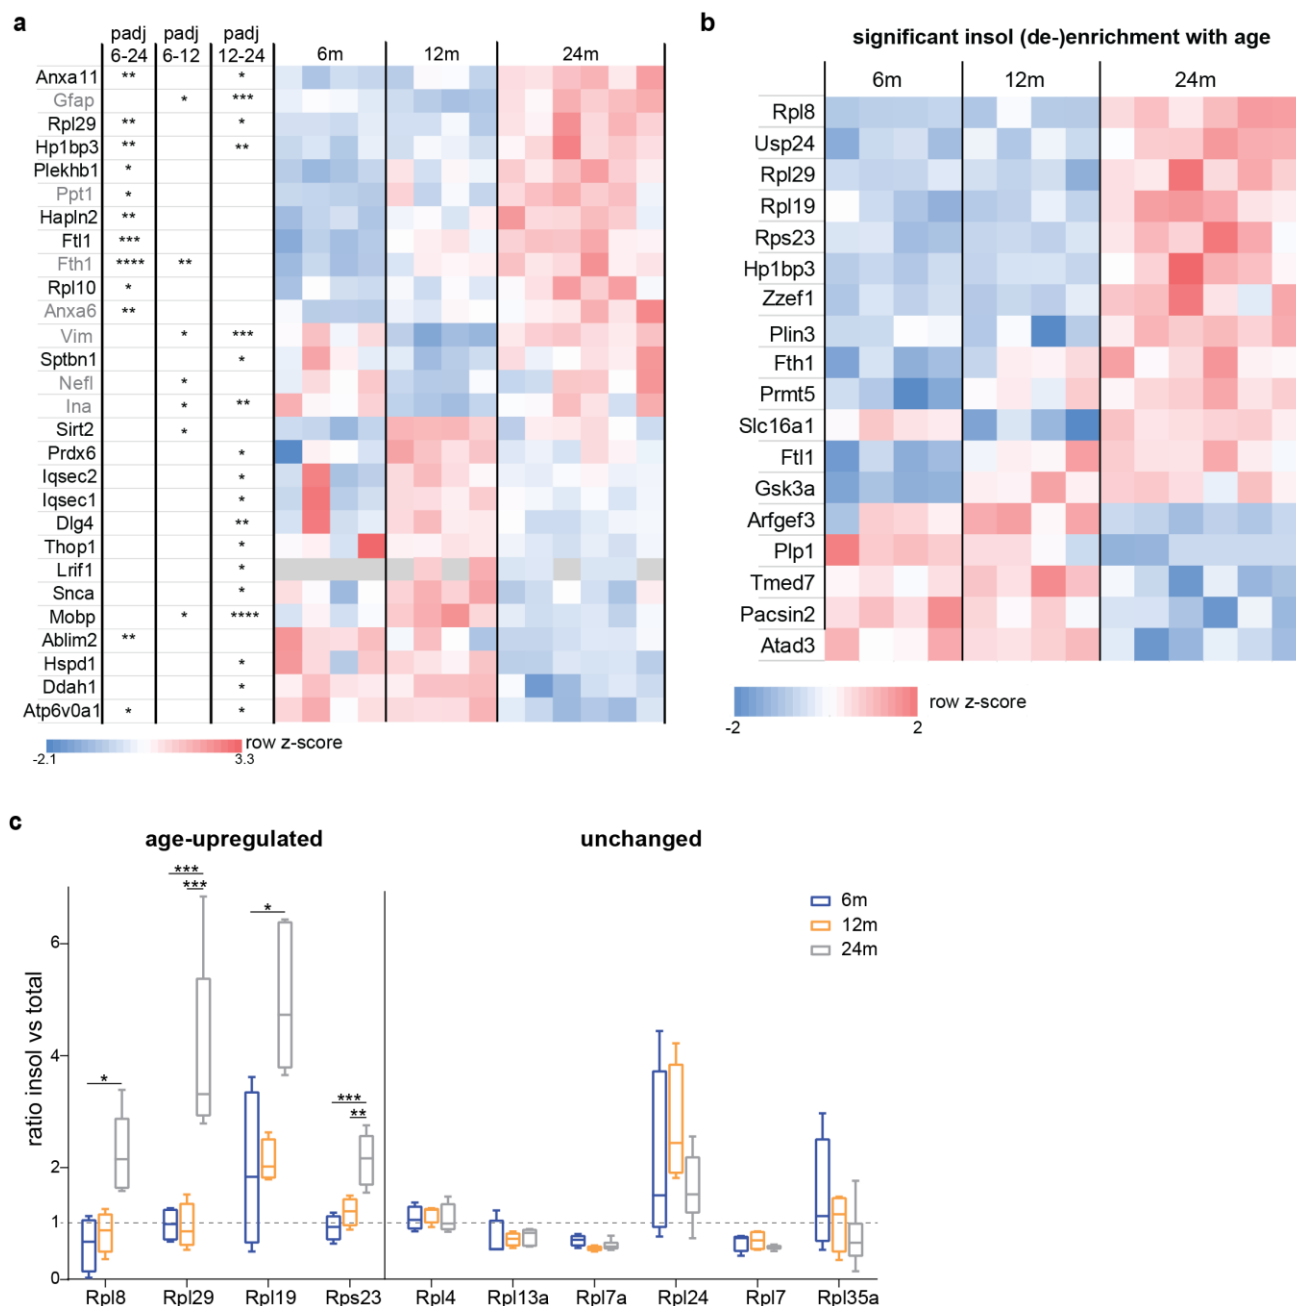 a
padj 6-24
padj 6-12
padj 12-24
6m 12m 24m
Anxa11 ** *
Gfap * ***
Rpl29 ** *
Hp1bp3 ** **
Plekhb1 *
Ppt1 *
Hapln2 **
Ftl1 ***
Fth1 **** **
Rpl10 *
Anxa6 **
Vim * ***
Sptbn1 *
Nefl *
Ina * **
Sirt2 *
Prdx6 *
Iqsec2 *
Iqsec1 *
Dlg4 **
Thop1 *
Lrif1 *
Snca *
Mobp * ****
Ablim2 **
Hspd1 *
Ddah1 *
Atp6v0a1 * *
row z-score
-2.1 3.3
b
significant insol (de-)enrichment with age
6m 12m 24m
Rpl8
Usp24
Rpl29
Rpl19
Rps23
Hp1bp3
Zzef1
Plin3
Fth1
Prmt5
Slc16a1
Ftl1
Gsk3a
Arfgef3
Plp1
Tmed7
Pacsin2
Atad3
row z-score
-2 2
c
age-upregulated unchanged
***
***
*
*
***
**
6m
12m
24m
ratio insol vs total
6
4
2
1
0
Rpl8 Rpl29 Rpl19 Rps23 Rpl4 Rpl13a Rpl7a Rpl24 Rpl7 Rpl35a